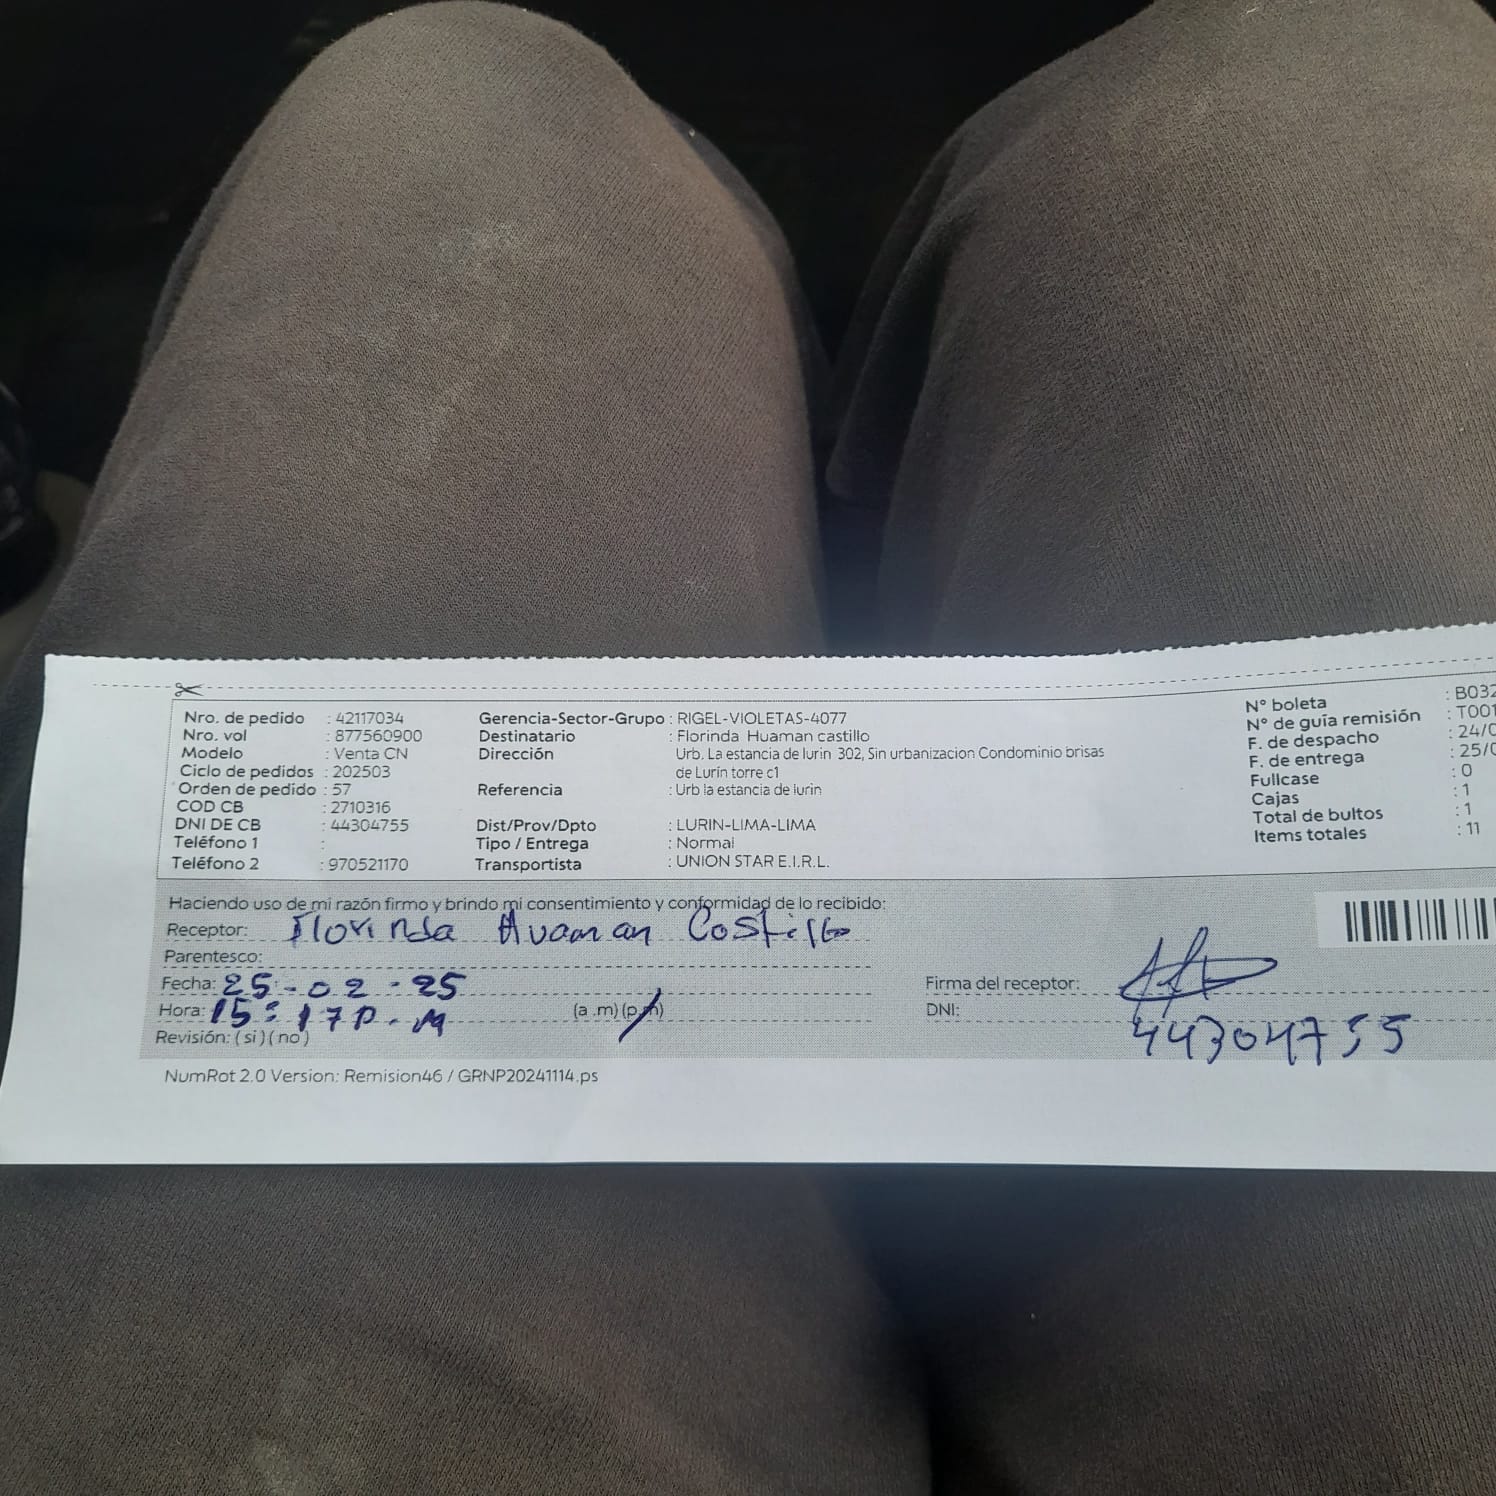 Nro. de pedido : 42117034 Gerencia-Sector-Grupo : RIGEL-VIOLETAS-4077 N° boleta : B032
Nro. vol : 877560900 Destinatario : Florinda Huaman castillo N° de guía remisión : T001
Modelo : Venta CN Dirección Urb. La estancia de lurin 302, Sin urbanizacion Condominio brisas F. de despacho : 24/0
Ciclo de pedidos : 202503 de Lurin torre c1 F. de entrega : 25/0
Orden de pedido : 57 Referencia : Urb la estancia de lurin Fullcase : 0
COD CB : 2710316 Cajas : 1
DNI DE CB : 44304755 Dist/Prov/Dpto : LURIN-LIMA-LIMA Total de bultos : 1
Teléfono 1 : Tipo / Entrega : Normal Items totales : 11
Teléfono 2 : 970521170 Transportista : UNION STAR E.I.R.L.
Haciendo uso de mi razón firmo y brindo mi consentimiento y conformidad de lo recibido:
Receptor: Florinda Huaman Costillo
Parentesco:
Fecha: 25-02-25 Firma del receptor:
Hora: 15:17 P.M (a .m) (p.m) DNI: 44304755
Revisión: ( si ) ( no )
NumRot 2.0 Version: Remision46 / GRNP20241114.ps